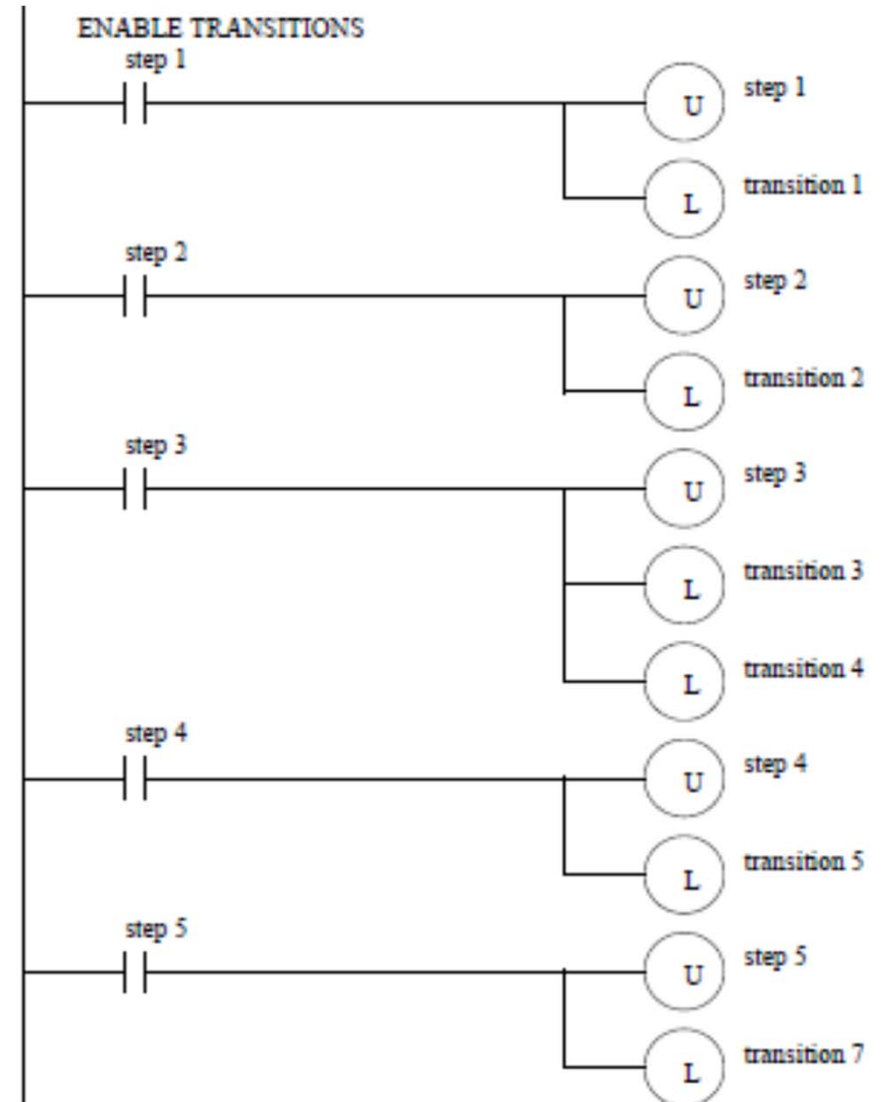 ENABLE TRANSITIONS
step 1
U step 1
L transition 1
step 2
U step 2
L transition 2
step 3
U step 3
L transition 3
L transition 4
step 4
U step 4
L transition 5
step 5
U step 5
L transition 7